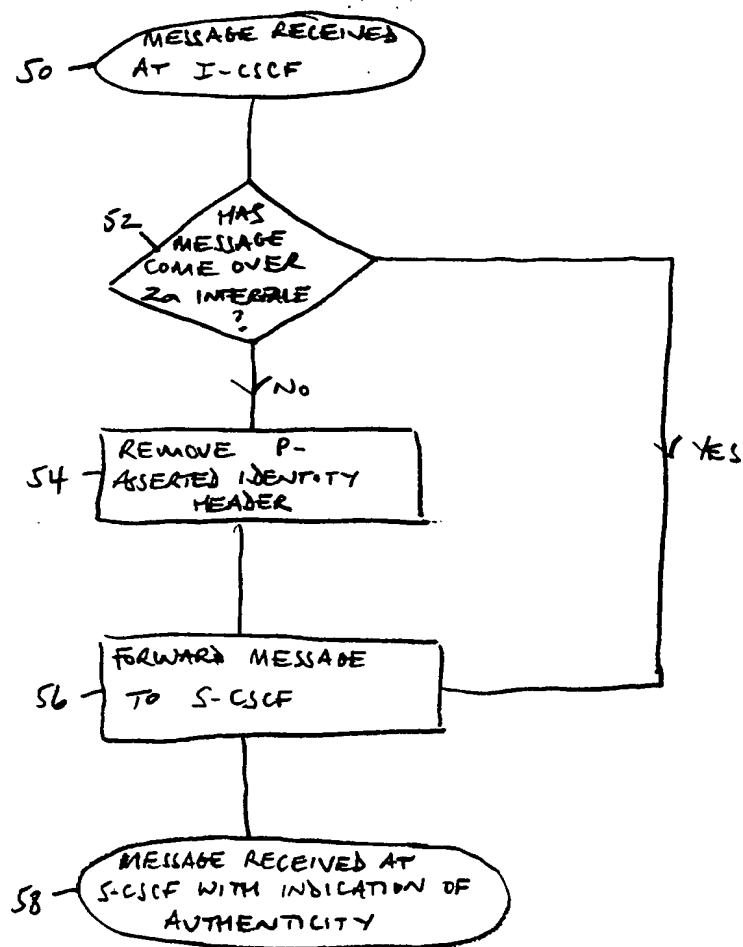 MESSAGE RECEIVED
50 AT I-CSCF
52 HAS
MESSAGE
COME OVER
Za INTERFACE
?
NO
YES
REMOVE P-
54 ASSERTED IDENTITY
HEADER
FORWARD MESSAGE
56 TO S-CSCF
MESSAGE RECEIVED AT
58 S-CSCF WITH INDICATION OF
AUTHENTICITY